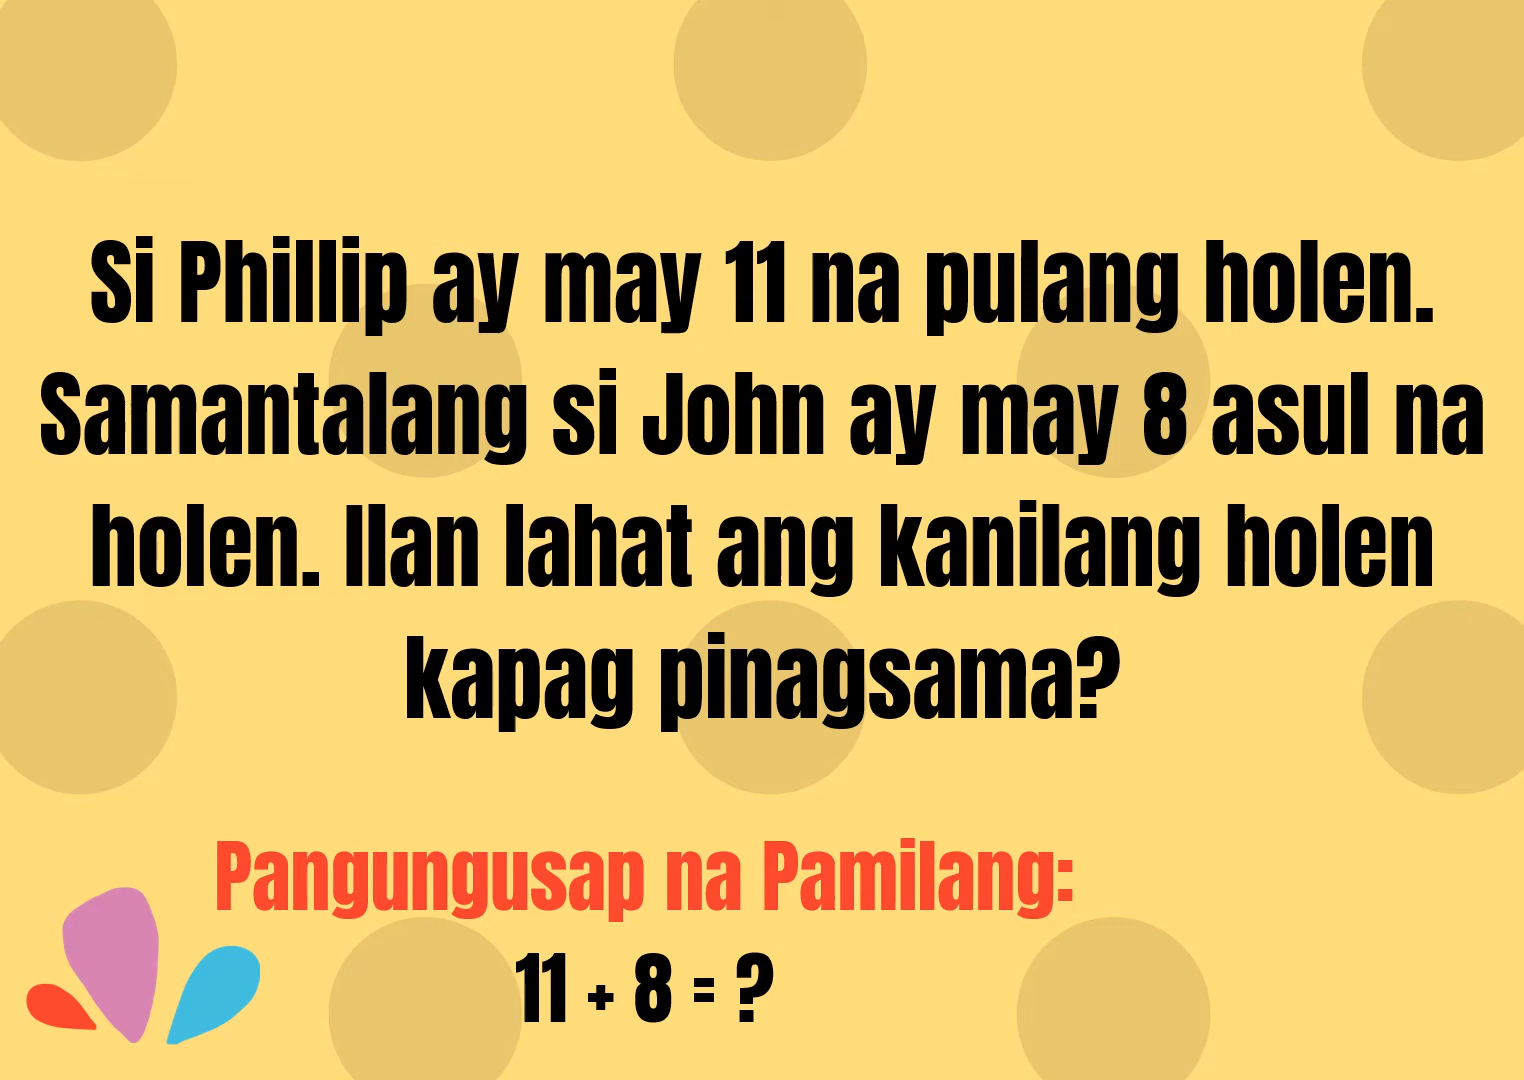 Si Phillip ay may 11 na pulang holen.
Samantalang si John ay may 8 asul na
holen. Ilan lahat ang kanilang holen
kapag pinagsama?
Pangungusap na Pamilang:
11 + 8 = ?